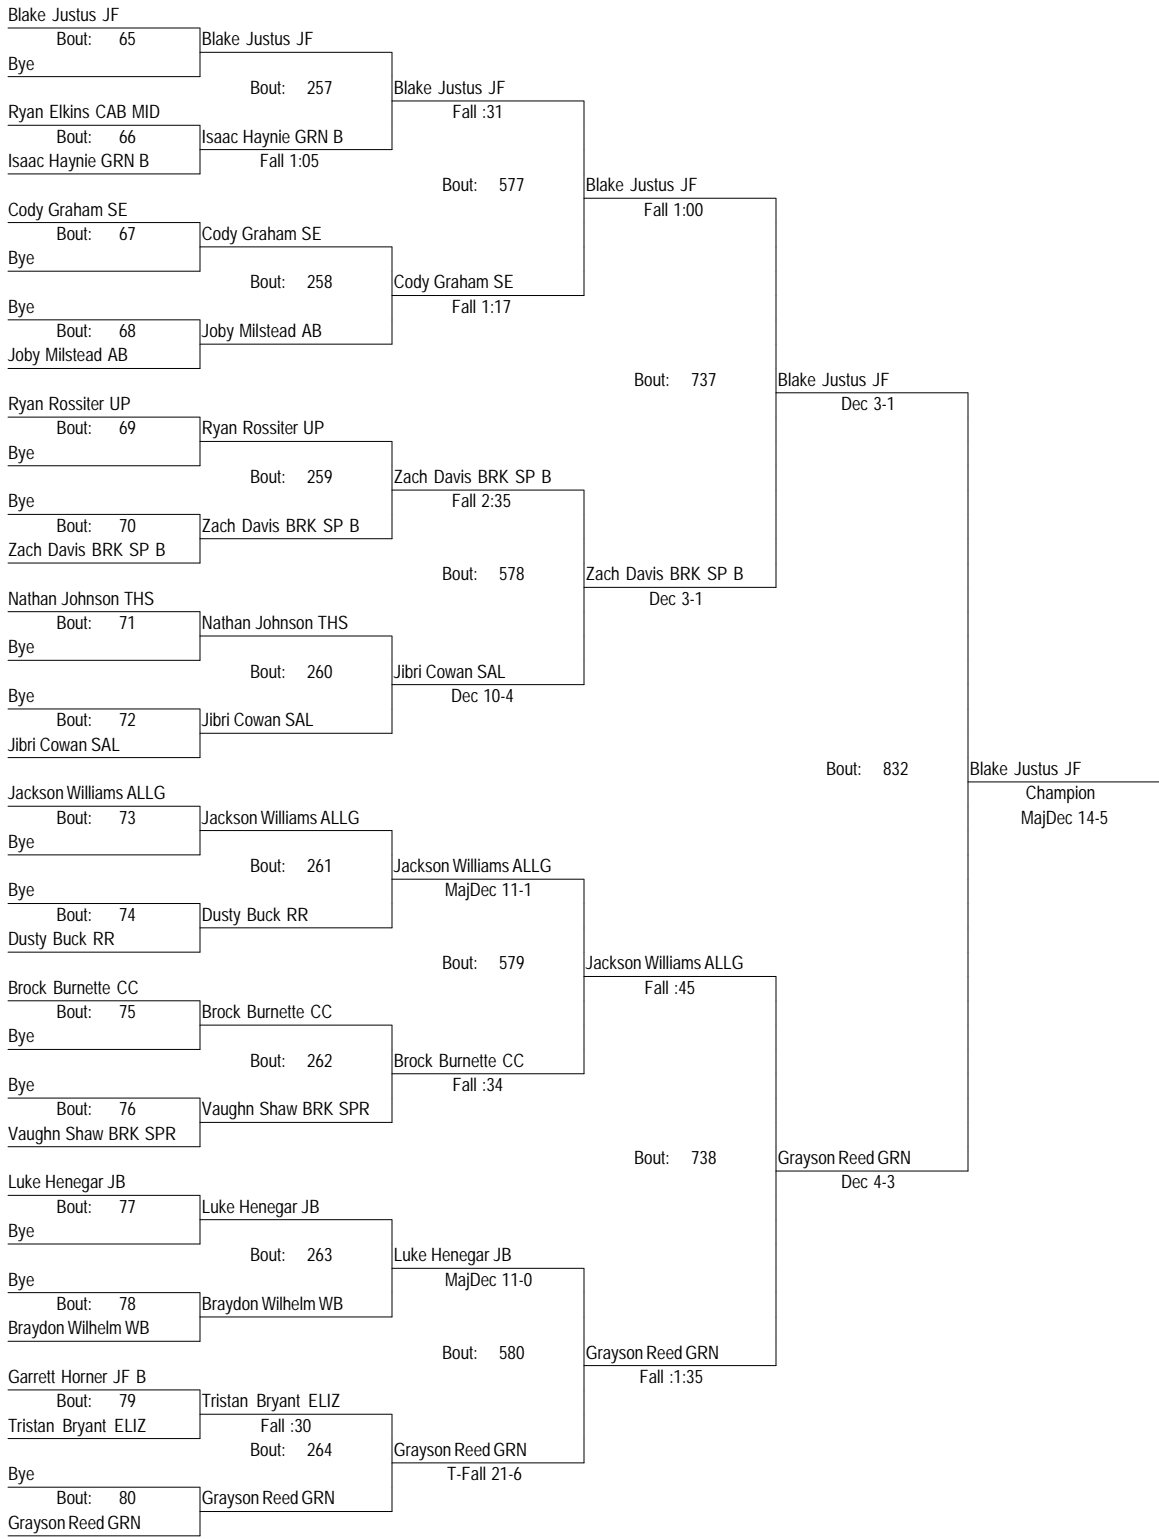 Blake Justus JF
Bout: 65
Blake Justus JF
Bye
Bout: 257
Blake Justus JF
Ryan Elkins CAB MID
Fall :31
Bout: 66
Isaac Haynie GRN B
Isaac Haynie GRN B
Fall 1:05
Bout: 577
Blake Justus JF
Cody Graham SE
Fall 1:00
Bout: 67
Cody Graham SE
Bye
Bout: 258
Cody Graham SE
Bye
Fall 1:17
Bout: 68
Joby Milstead AB
Joby Milstead AB
Bout: 737
Blake Justus JF
Ryan Rossiter UP
Dec 3-1
Bout: 69
Ryan Rossiter UP
Bye
Bout: 259
Zach Davis BRK SP B
Bye
Fall 2:35
Bout: 70
Zach Davis BRK SP B
Zach Davis BRK SP B
Bout: 578
Zach Davis BRK SP B
Nathan Johnson THS
Dec 3-1
Bout: 71
Nathan Johnson THS
Bye
Bout: 260
Jibri Cowan SAL
Bye
Dec 10-4
Bout: 72
Jibri Cowan SAL
Jibri Cowan SAL
Bout: 832
Blake Justus JF
Jackson Williams ALLG
Champion
Bout: 73
Jackson Williams ALLG
MajDec 14-5
Bye
Bout: 261
Jackson Williams ALLG
Bye
MajDec 11-1
Bout: 74
Dusty Buck RR
Dusty Buck RR
Bout: 579
Jackson Williams ALLG
Brock Burnette CC
Fall :45
Bout: 75
Brock Burnette CC
Bye
Bout: 262
Brock Burnette CC
Bye
Fall :34
Bout: 76
Vaughn Shaw BRK SPR
Vaughn Shaw BRK SPR
Bout: 738
Grayson Reed GRN
Luke Henegar JB
Dec 4-3
Bout: 77
Luke Henegar JB
Bye
Bout: 263
Luke Henegar JB
Bye
MajDec 11-0
Bout: 78
Braydon Wilhelm WB
Braydon Wilhelm WB
Bout: 580
Grayson Reed GRN
Garrett Horner JF B
Fall :1:35
Bout: 79
Tristan Bryant ELIZ
Tristan Bryant ELIZ
Fall :30
Bout: 264
Grayson Reed GRN
Bye
T-Fall 21-6
Bout: 80
Grayson Reed GRN
Grayson Reed GRN